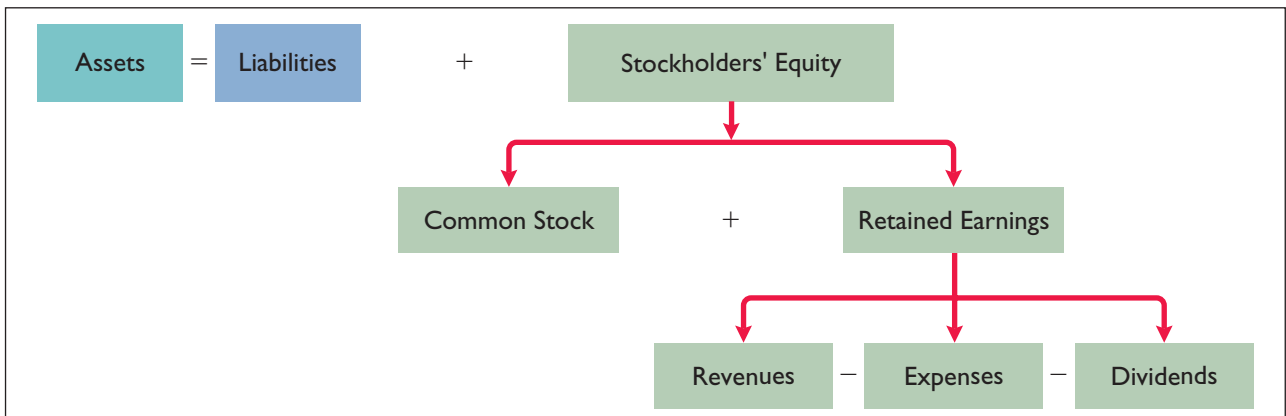 Assets = Liabilities + Stockholders' Equity
Common Stock + Retained Earnings
Revenues − Expenses − Dividends